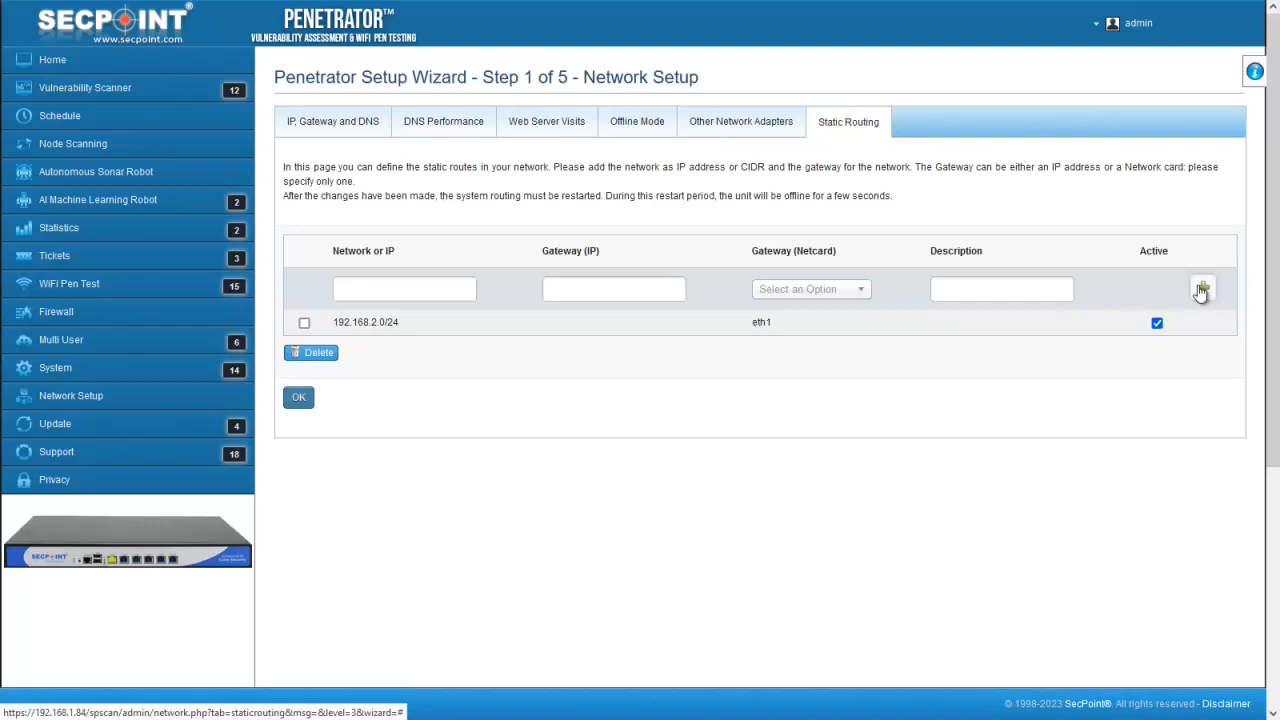 SECPOINT®
www.secpoint.com
PENETRATOR™
VULNERABILITY ASSESSMENT & WIFI PEN TESTING
admin
Home
Vulnerability Scanner 12
Schedule
Node Scanning
Autonomous Sonar Robot
AI Machine Learning Robot 2
Statistics 2
Tickets 3
WiFi Pen Test 15
Firewall
Multi User 6
System 14
Network Setup
Update 4
Support 18
Privacy
SECPOINT
Penetrator Setup Wizard - Step 1 of 5 - Network Setup
IP, Gateway and DNS DNS Performance Web Server Visits Offline Mode Other Network Adapters Static Routing
In this page you can define the static routes in your network. Please add the network as IP address or CIDR and the gateway for the network. The Gateway can be either an IP address or a Network card: please
specify only one.
After the changes have been made, the system routing must be restarted. During this restart period, the unit will be offline for a few seconds.
Network or IP Gateway (IP) Gateway (Netcard) Description Active
Select an Option
192.168.2.0/24 eth1
Delete
OK
© 1998-2023 SecPoint®. All rights reserved - Disclaimer
https://192.168.1.84/spscan/admin/network.php?tab=staticrouting&msg=&level=3&wizard=#